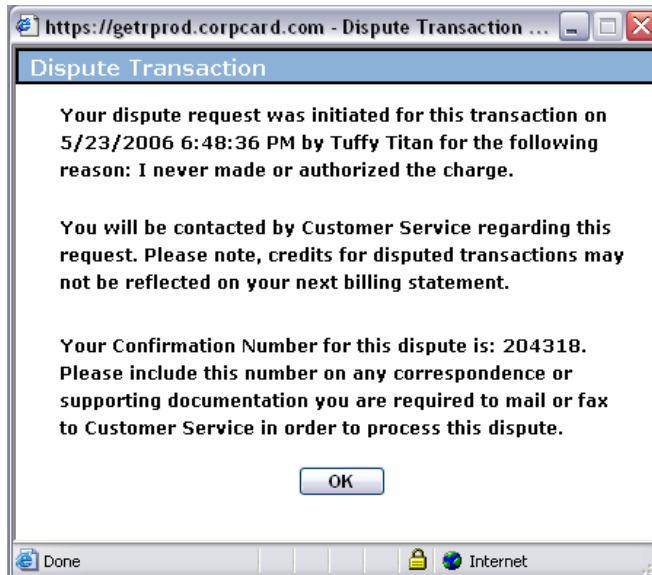 https://getrprod.corpcard.com - Dispute Transaction ...
Dispute Transaction
Your dispute request was initiated for this transaction on
5/23/2006 6:48:36 PM by Tuffy Titan for the following
reason: I never made or authorized the charge.
You will be contacted by Customer Service regarding this
request. Please note, credits for disputed transactions may
not be reflected on your next billing statement.
Your Confirmation Number for this dispute is: 204318.
Please include this number on any correspondence or
supporting documentation you are required to mail or fax
to Customer Service in order to process this dispute.
OK
Done Internet